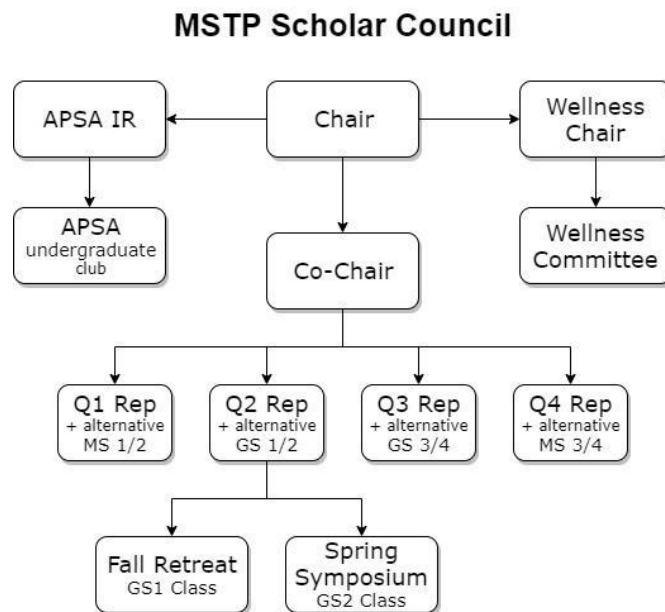 MSTP Scholar Council
APSA IR
Chair
Wellness
Chair
APSA
undergraduate
club
Co-Chair
Wellness
Committee
Q1 Rep
+ alternative
MS 1/2
Q2 Rep
+ alternative
GS 1/2
Q3 Rep
+ alternative
GS 3/4
Q4 Rep
+ alternative
MS 3/4
Fall Retreat
GS1 Class
Spring
Symposium
GS2 Class